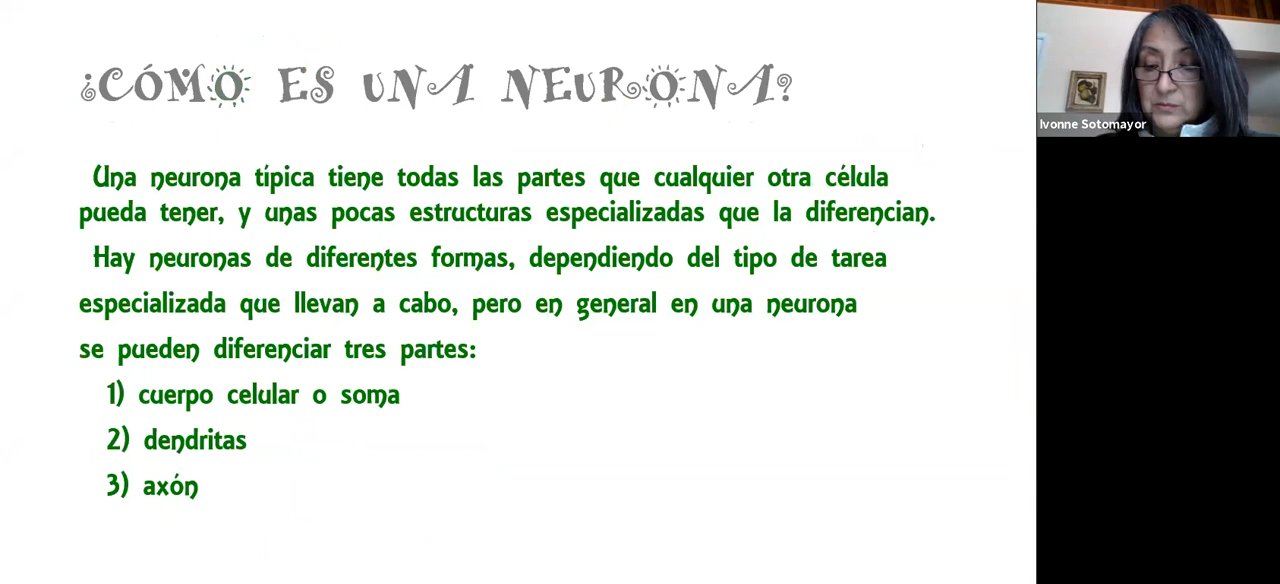 ¿CÓMO ES UNA NEURONA?
Una neurona típica tiene todas las partes que cualquier otra célula
pueda tener, y unas pocas estructuras especializadas que la diferencian.
Hay neuronas de diferentes formas, dependiendo del tipo de tarea
especializada que llevan a cabo, pero en general en una neurona
se pueden diferenciar tres partes:
1) cuerpo celular o soma
2) dendritas
3) axón
Ivonne Sotomayor